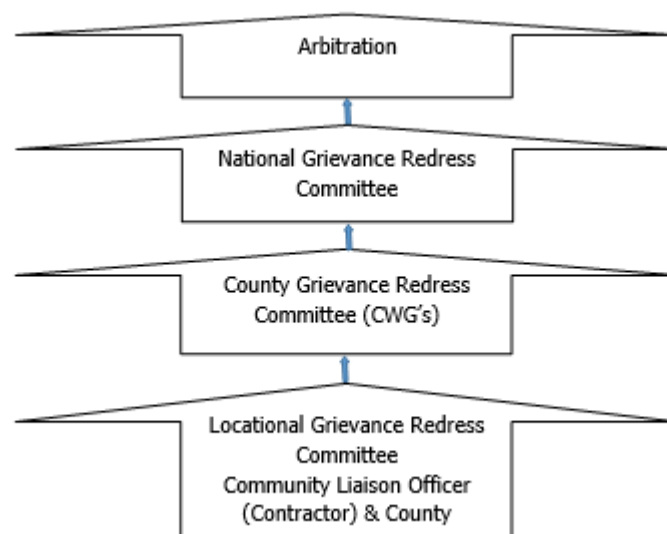 Arbitration
National Grievance Redress
Committee
County Grievance Redress
Committee (CWG's)
Locational Grievance Redress
Committee
Community Liaison Officer
(Contractor) & County